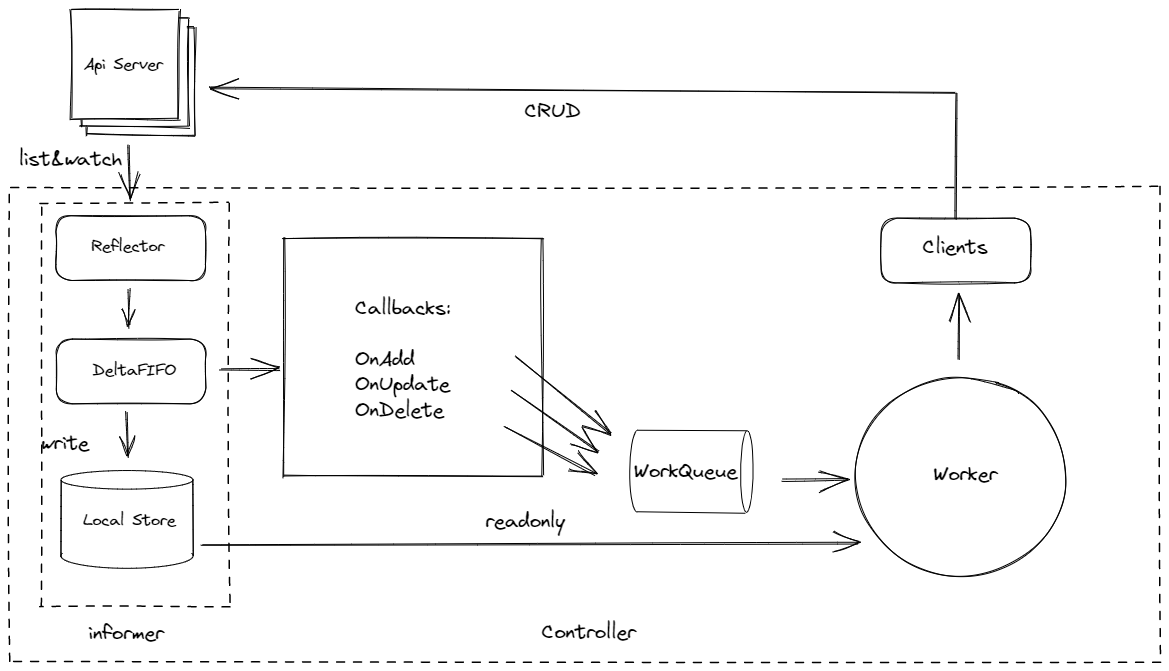 Api Server
CRUD
list&watch
Reflector
Clients
Callbacks:
OnAdd
DeltaFIFO
OnUpdate
OnDelete
write
WorkQueue
Worker
Local Store
readonly
informer
Controller